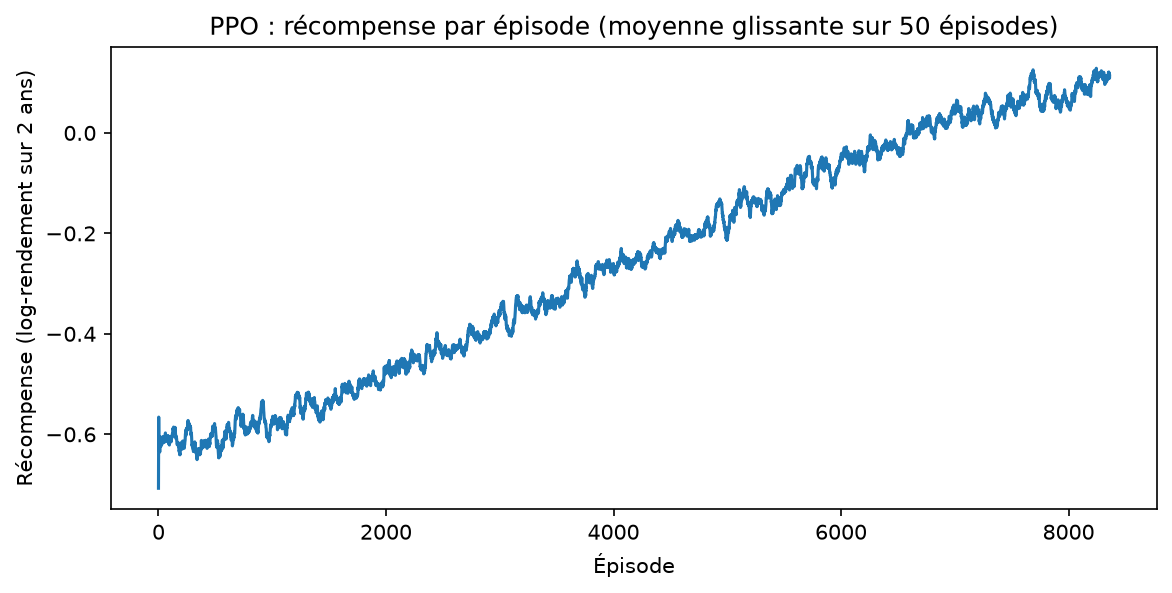 PPO : récompense par épisode (moyenne glissante sur 50 épisodes)
Récompense (log-rendement sur 2 ans)
0.0
−0.2
−0.4
−0.6
0 2000 4000 6000 8000
Épisode